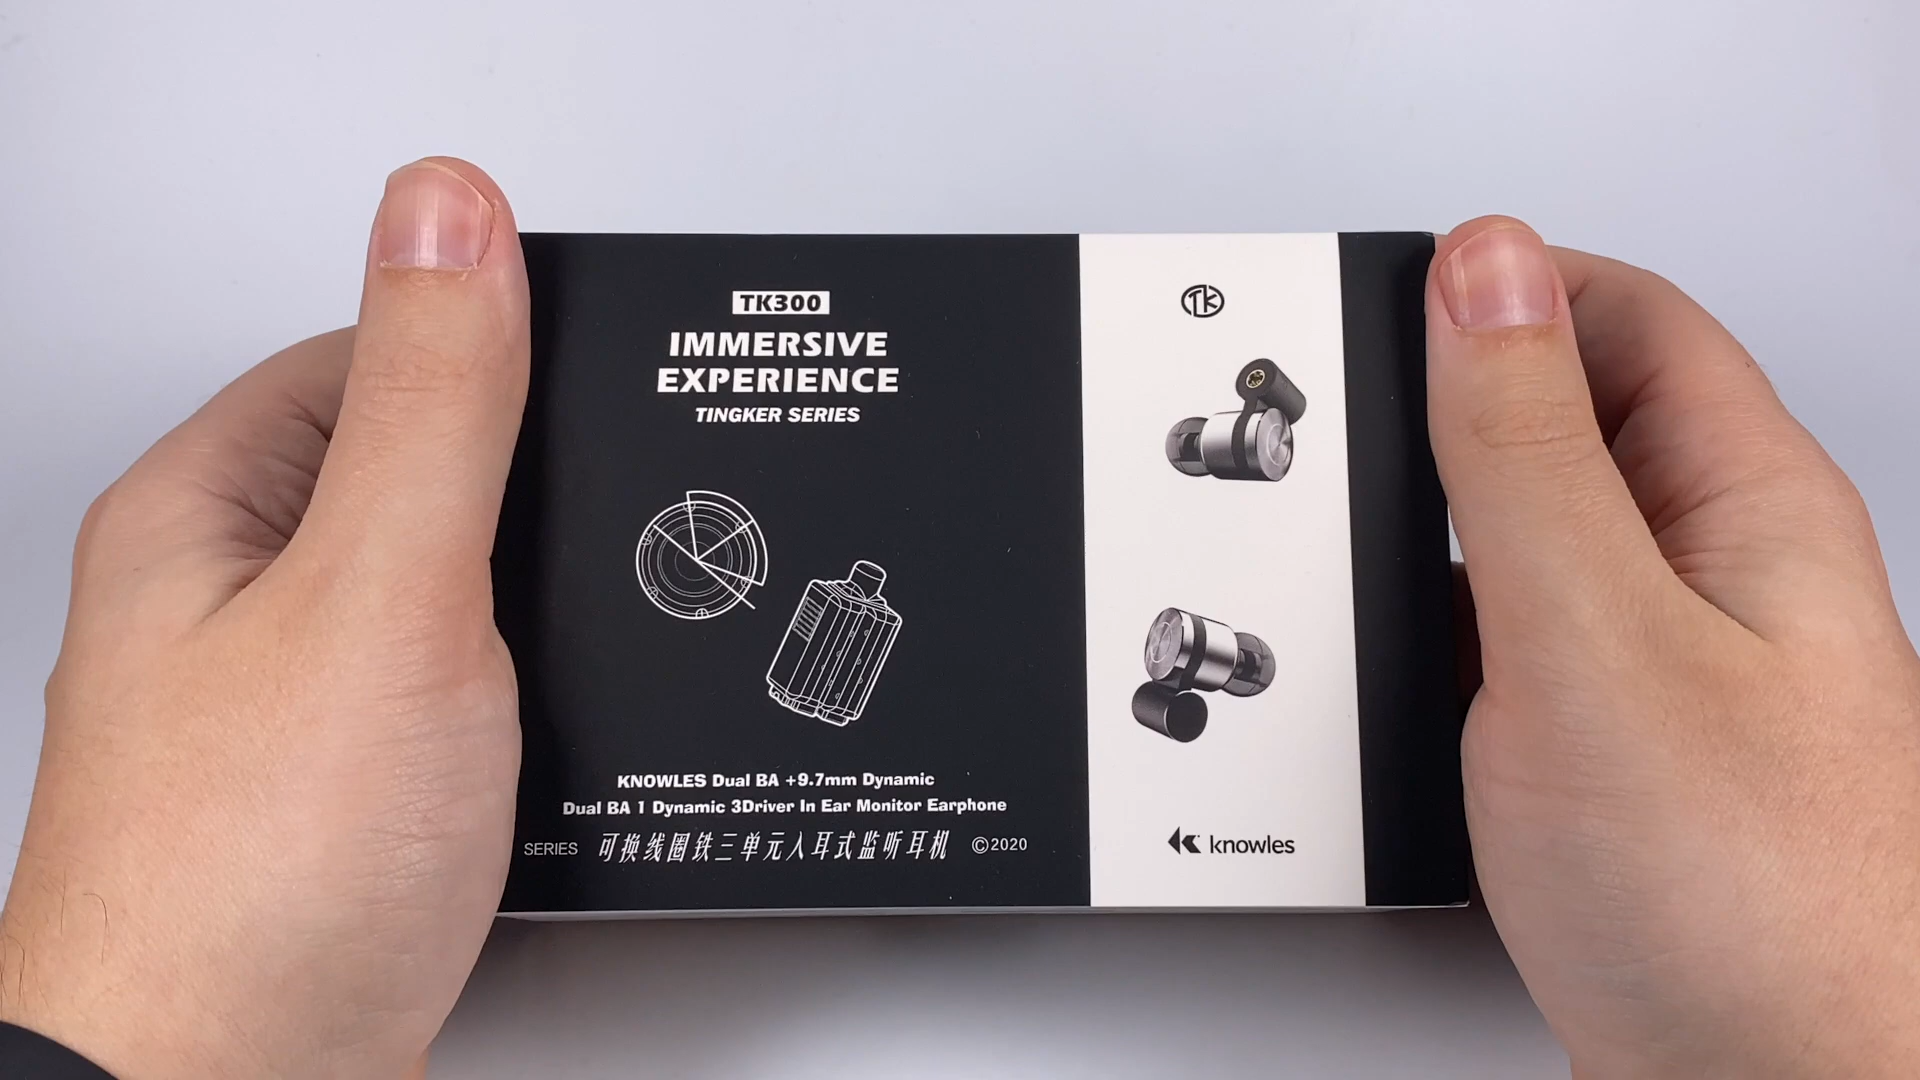 TK300
IMMERSIVE
EXPERIENCE
TINGKER SERIES
KNOWLES Dual BA +9.7mm Dynamic
Dual BA 1 Dynamic 3Driver In Ear Monitor Earphone
SERIES 可换线圈铁三单元入耳式监听耳机 ©2020
TK
knowles